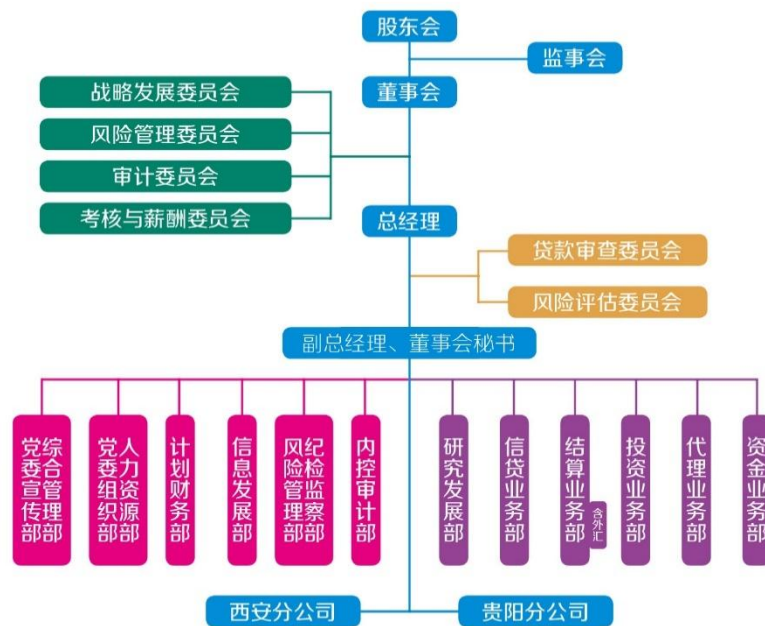 股东会
监事会
董事会
战略发展委员会
风险管理委员会
审计委员会
考核与薪酬委员会
总经理
贷款审查委员会
风险评估委员会
副总经理、董事会秘书
综合管理部
党委宣传部
人力资源部
党委组织部
计划财务部
信息发展部
纪检监察部
风险管理部
内控审计部
研究发展部
信贷业务部
结算业务部
含外汇
投资业务部
代理业务部
资金业务部
西安分公司
贵阳分公司